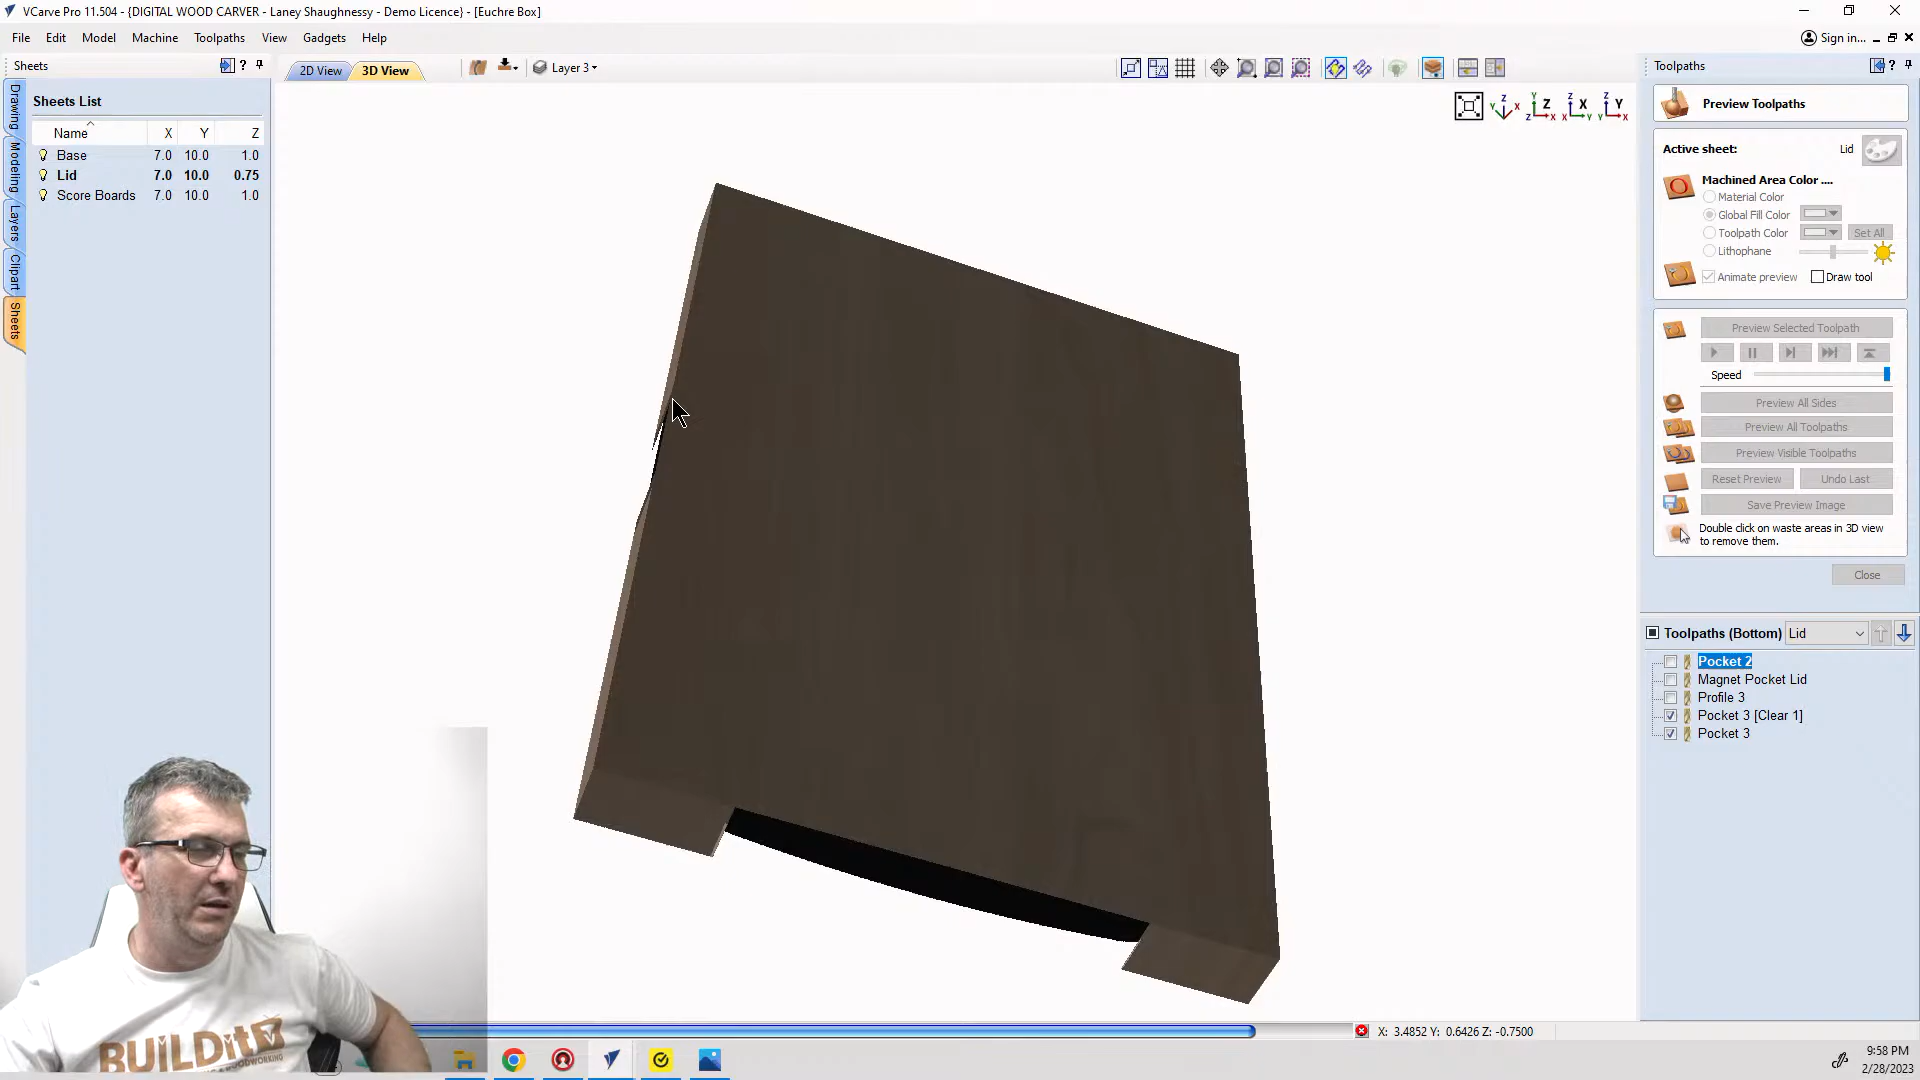 VCarve Pro 11.504 - {DIGITAL WOOD CARVER - Laney Shaughnessy - Demo Licence} - [Euchre Box]
File Edit Model Machine Toolpaths View Gadgets Help
Sign in...
Sheets
2D View
3D View
Layer 3
Toolpaths
Drawing
Modeling
Layers
Clipart
Sheets
Sheets List
Name X Y Z
Base 7.0 10.0 1.0
Lid 7.0 10.0 0.75
Score Boards 7.0 10.0 1.0
Preview Toolpaths
Active sheet: Lid
Machined Area Color ....
Material Color
Global Fill Color
Toolpath Color Set All
Lithophane
Animate preview Draw tool
Preview Selected Toolpath
Speed
Preview All Sides
Preview All Toolpaths
Preview Visible Toolpaths
Reset Preview Undo Last
Save Preview Image
Double click on waste areas in 3D view
to remove them.
Close
Toolpaths (Bottom) Lid
Pocket 2
Magnet Pocket Lid
Profile 3
Pocket 3 [Clear 1]
Pocket 3
BUILDit
WOODWORKING
X: 3.4852 Y: 0.6426 Z: -0.7500
9:58 PM
2/28/2023